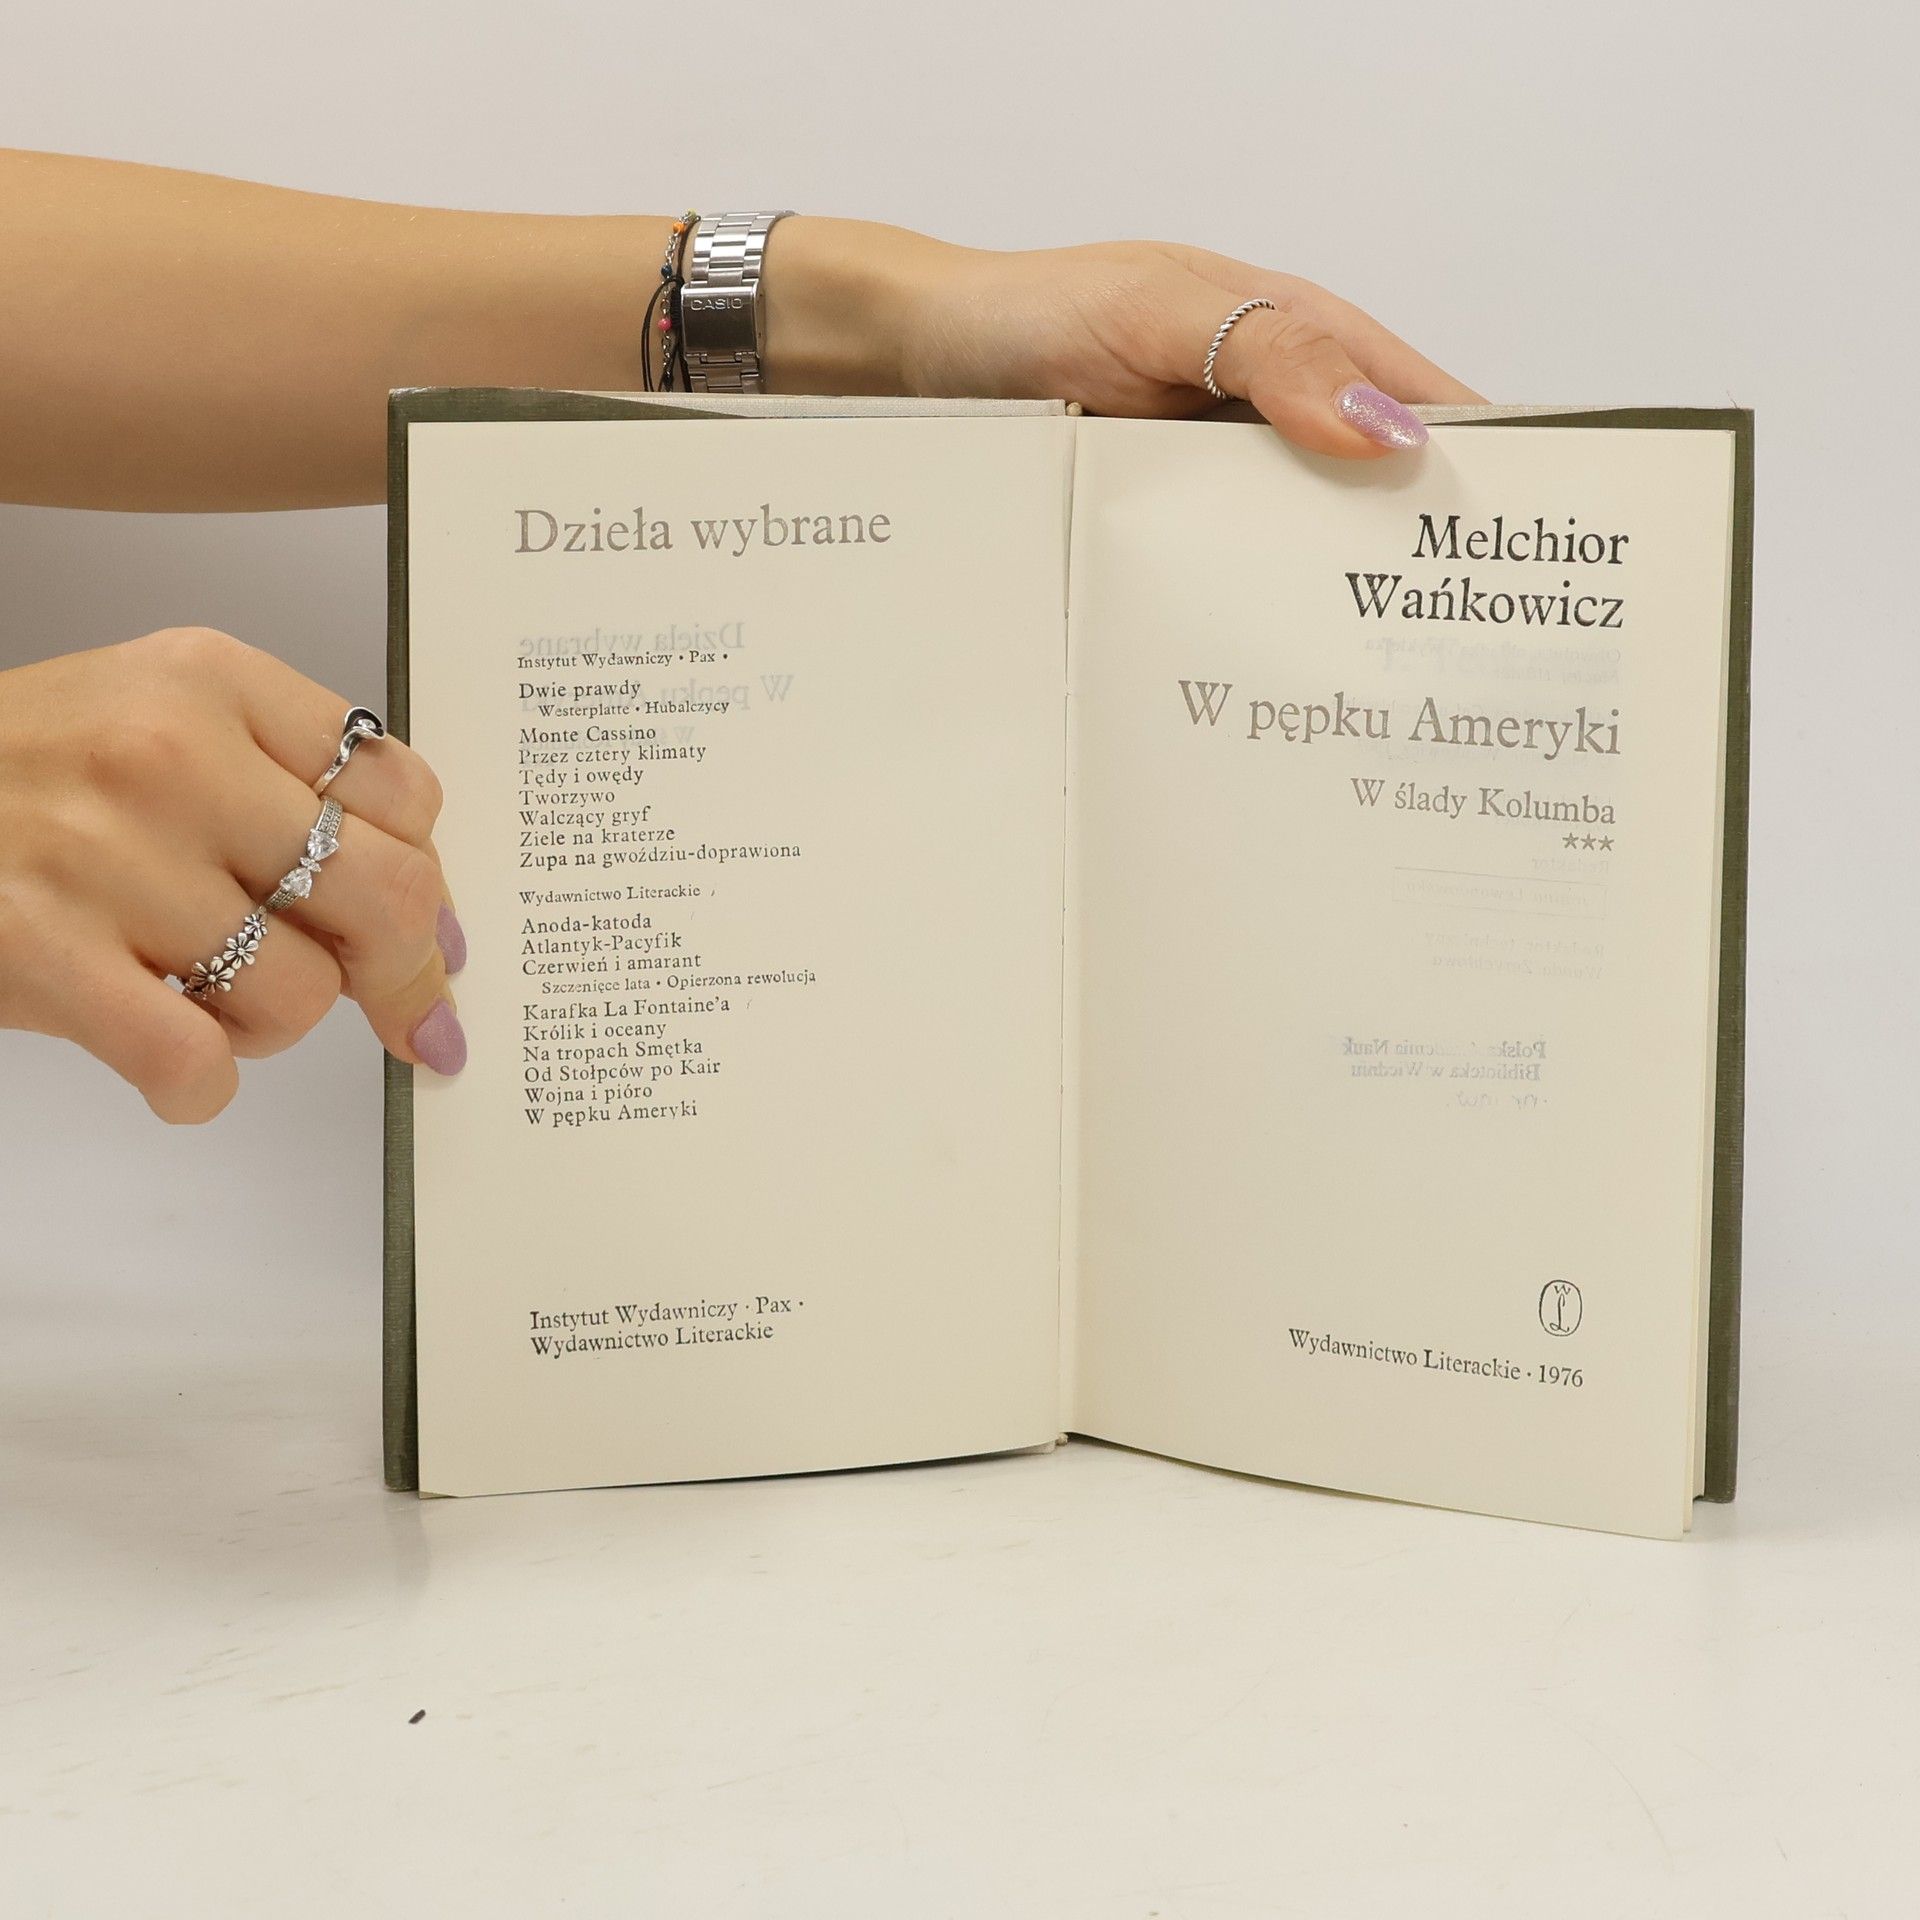 CASIO
Dzieła wybrane
Instytut Wydawniczy • Pax •
Dwie prawdy
Westerplatte • Hubalczycy
Monte Cassino
Przez cztery klimaty
Tędy i owędy
Tworzywo
Walczący gryf
Ziele na kraterze
Zupa na gwoździu-doprawiona
Wydawnictwo Literackie
Anoda-katoda
Atlantyk-Pacyfik
Czerwień i amarant
Szczenięce lata • Opierzona rewolucja
Karafka La Fontaine'a
Królik i oceany
Na tropach Smętka
Od Stołpców po Kair
Wojna i pióro
W pępku Ameryki
Instytut Wydawniczy · Pax ·
Wydawnictwo Literackie
Melchior
Wańkowicz
W pępku Ameryki
W ślady Kolumba
***
WL
Wydawnictwo Literackie · 1976